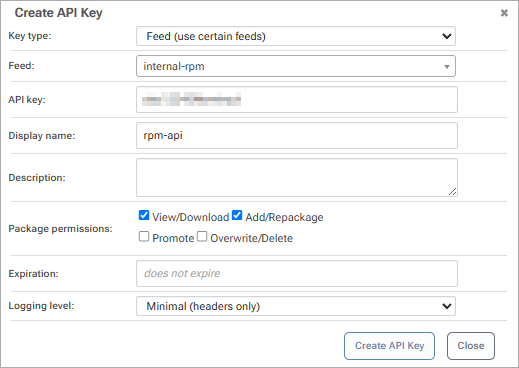 Create API Key ×
Key type: Feed (use certain feeds)
Feed: internal-rpm
API key:
Display name: rpm-api
Description:
Package permissions: View/Download Add/Repackage
Promote Overwrite/Delete
Expiration: does not expire
Logging level: Minimal (headers only)
Create API Key Close